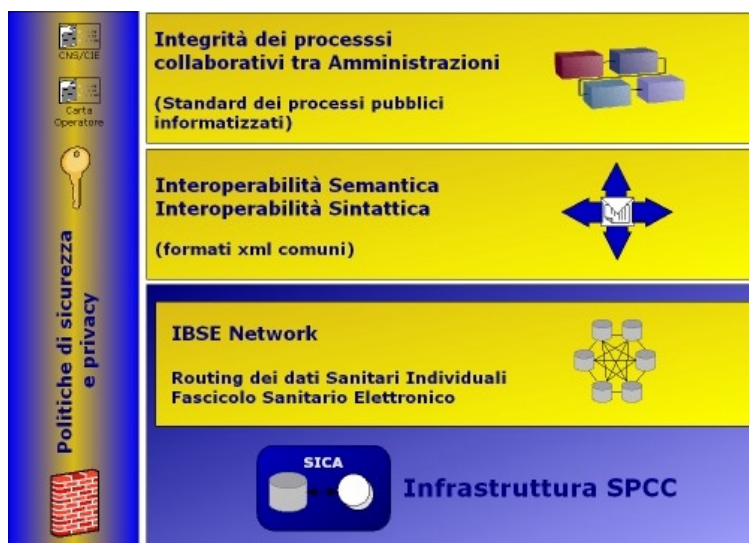 CNS/CIE
Carta
Operatore
Politiche di sicurezza
e privacy
Integrità dei processsi
collaborativi tra Amministrazioni
(Standard dei processi pubblici
informatizzati)
Interoperabilità Semantica
Interoperabilità Sintattica
(formati xml comuni)
IBSE Network
Routing dei dati Sanitari Individuali
Fascicolo Sanitario Elettronico
SICA
Infrastruttura SPCC